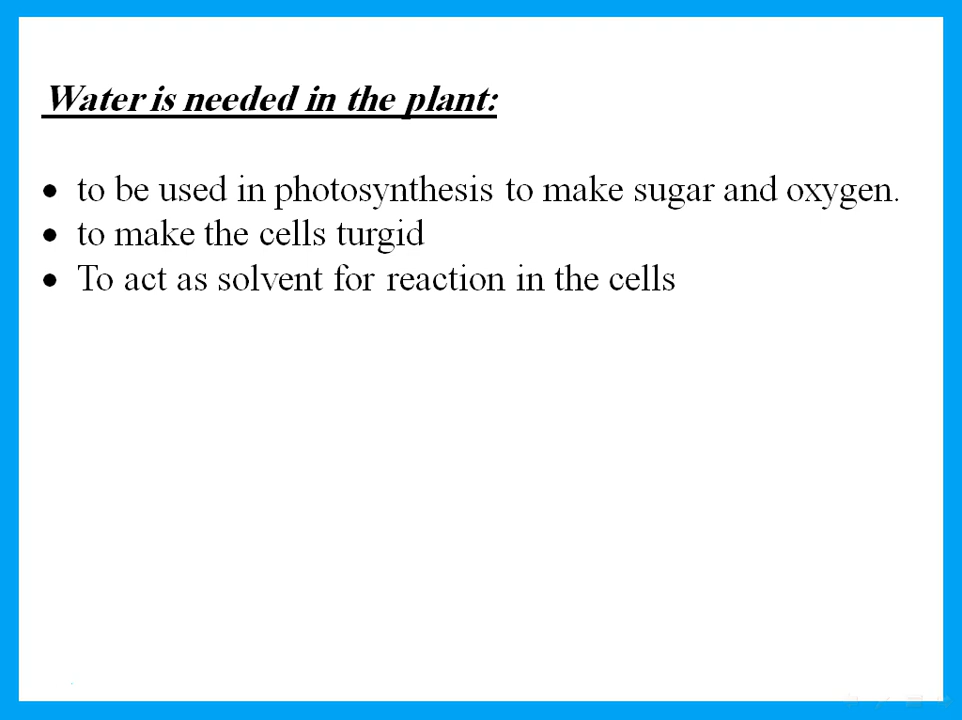 Water is needed in the plant:
• to be used in photosynthesis to make sugar and oxygen.
• to make the cells turgid
• To act as solvent for reaction in the cells